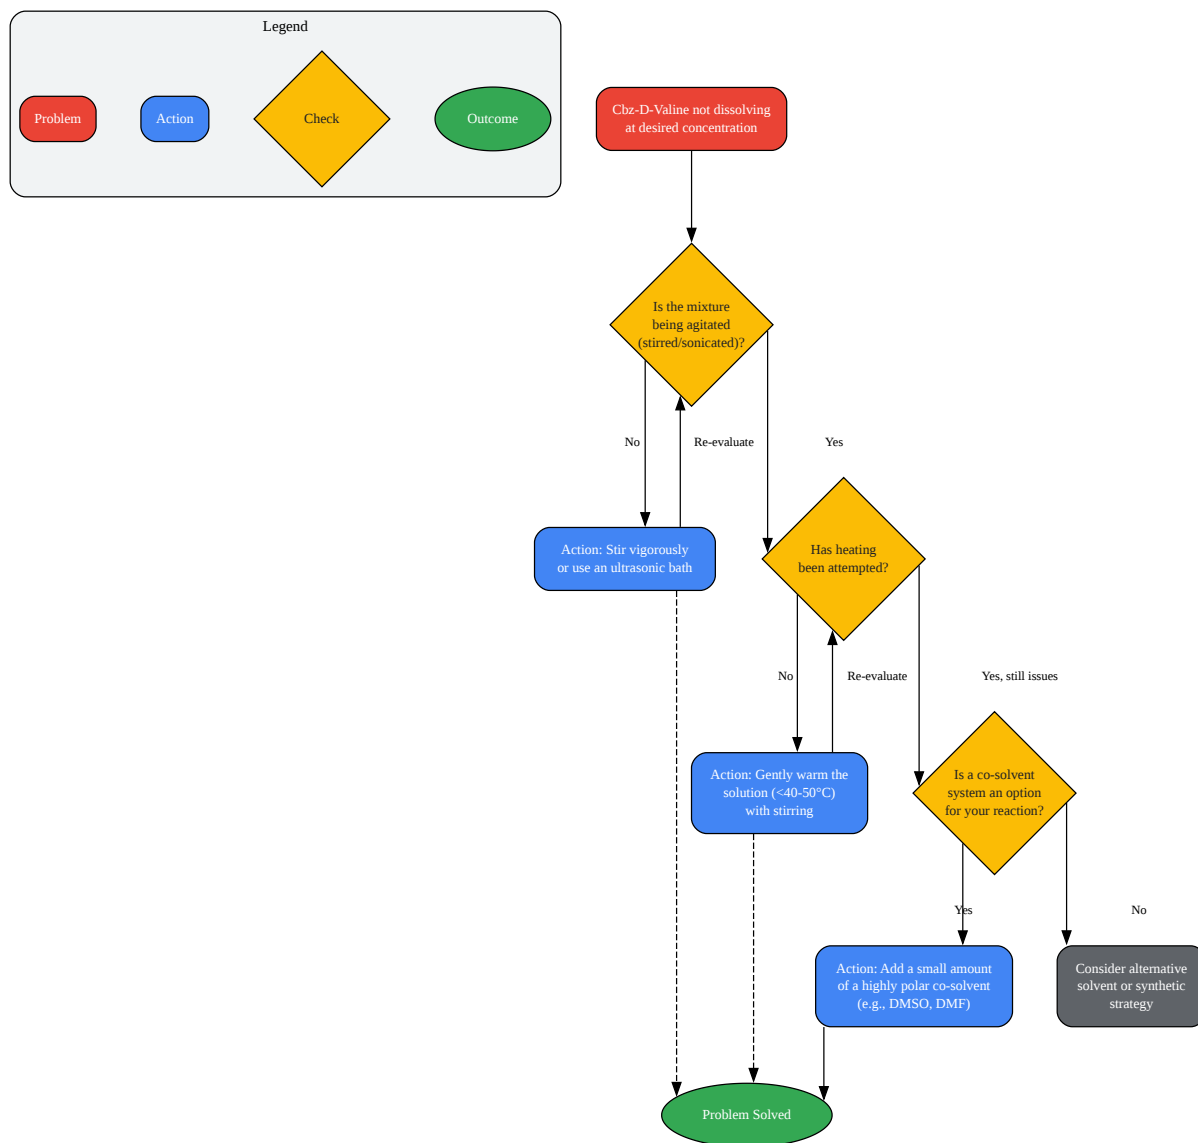 Legend
Problem
Action
Check
Outcome
Cbz-D-Valine not dissolving
at desired concentration
Is the mixture
being agitated
(stirred/sonicated)?
No
Re-evaluate
Yes
Action: Stir vigorously
or use an ultrasonic bath
Has heating
been attempted?
No
Re-evaluate
Yes, still issues
Action: Gently warm the
solution (<40-50°C)
with stirring
Is a co-solvent
system an option
for your reaction?
Yes
No
Action: Add a small amount
of a highly polar co-solvent
(e.g., DMSO, DMF)
Consider alternative
solvent or synthetic
strategy
Problem Solved